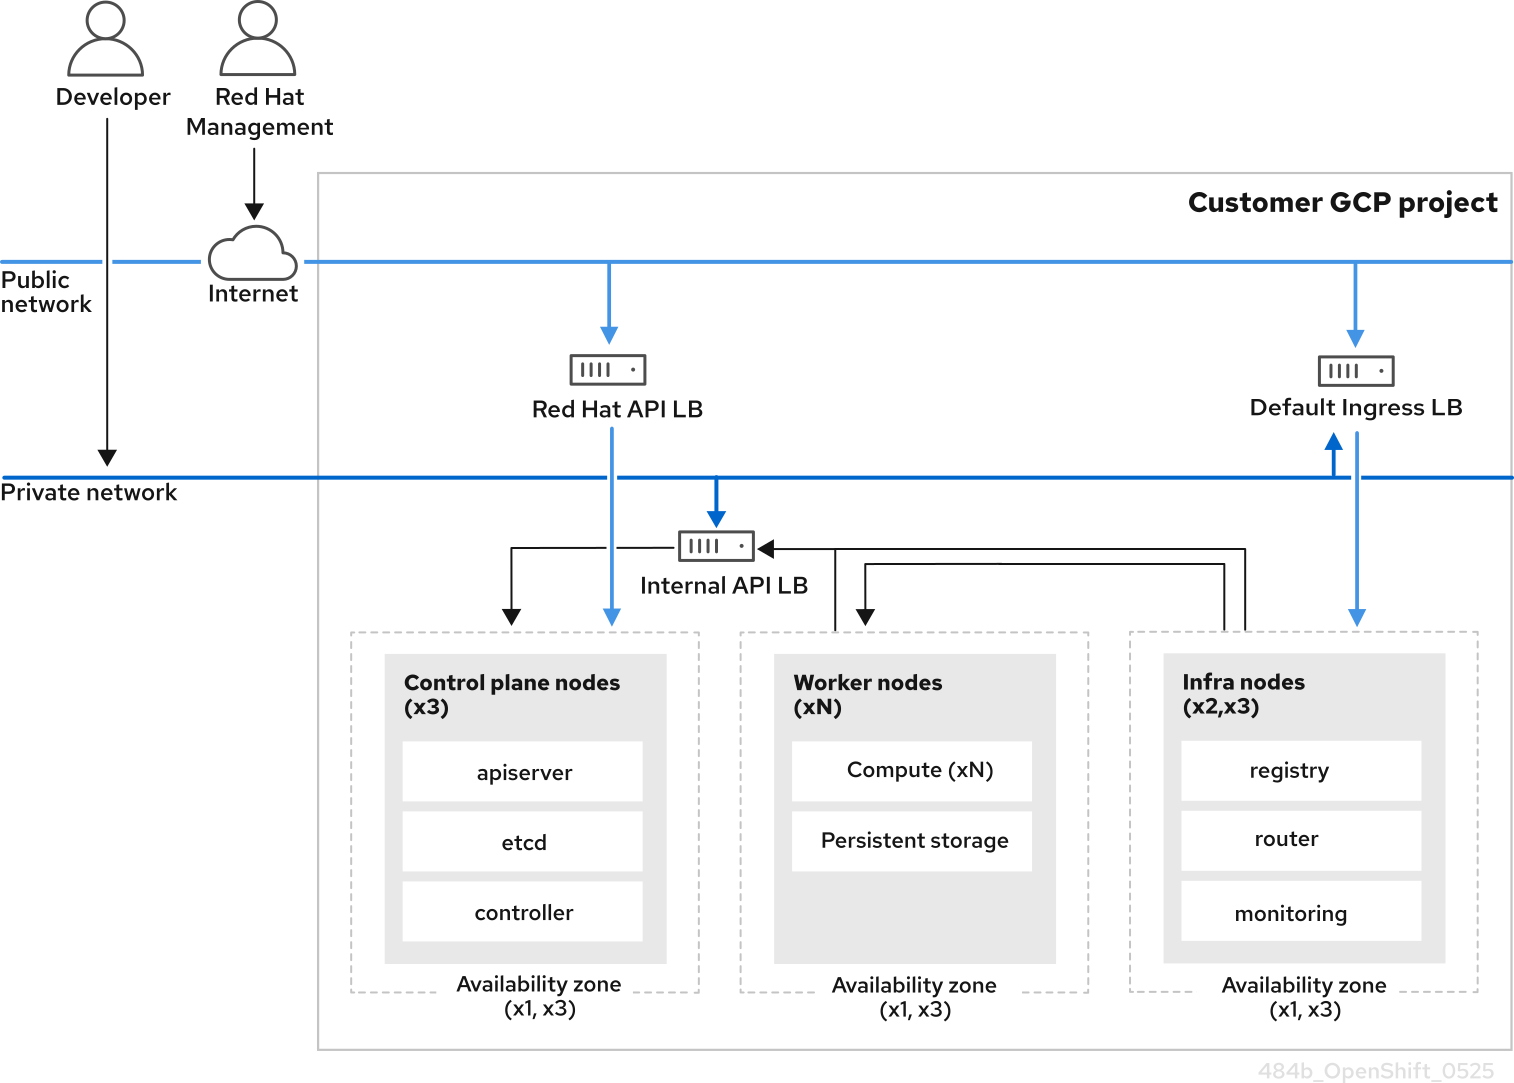 Developer
Red Hat
Management
Customer GCP project
Public
network
Internet
Red Hat API LB
Default Ingress LB
Private network
Internal API LB
Control plane nodes
(x3)
apiserver
etcd
controller
Availability zone
(x1, x3)
Worker nodes
(xN)
Compute (xN)
Persistent storage
Availability zone
(x1, x3)
Infra nodes
(x2,x3)
registry
router
monitoring
Availability zone
(x1, x3)
484b_OpenShift_0525